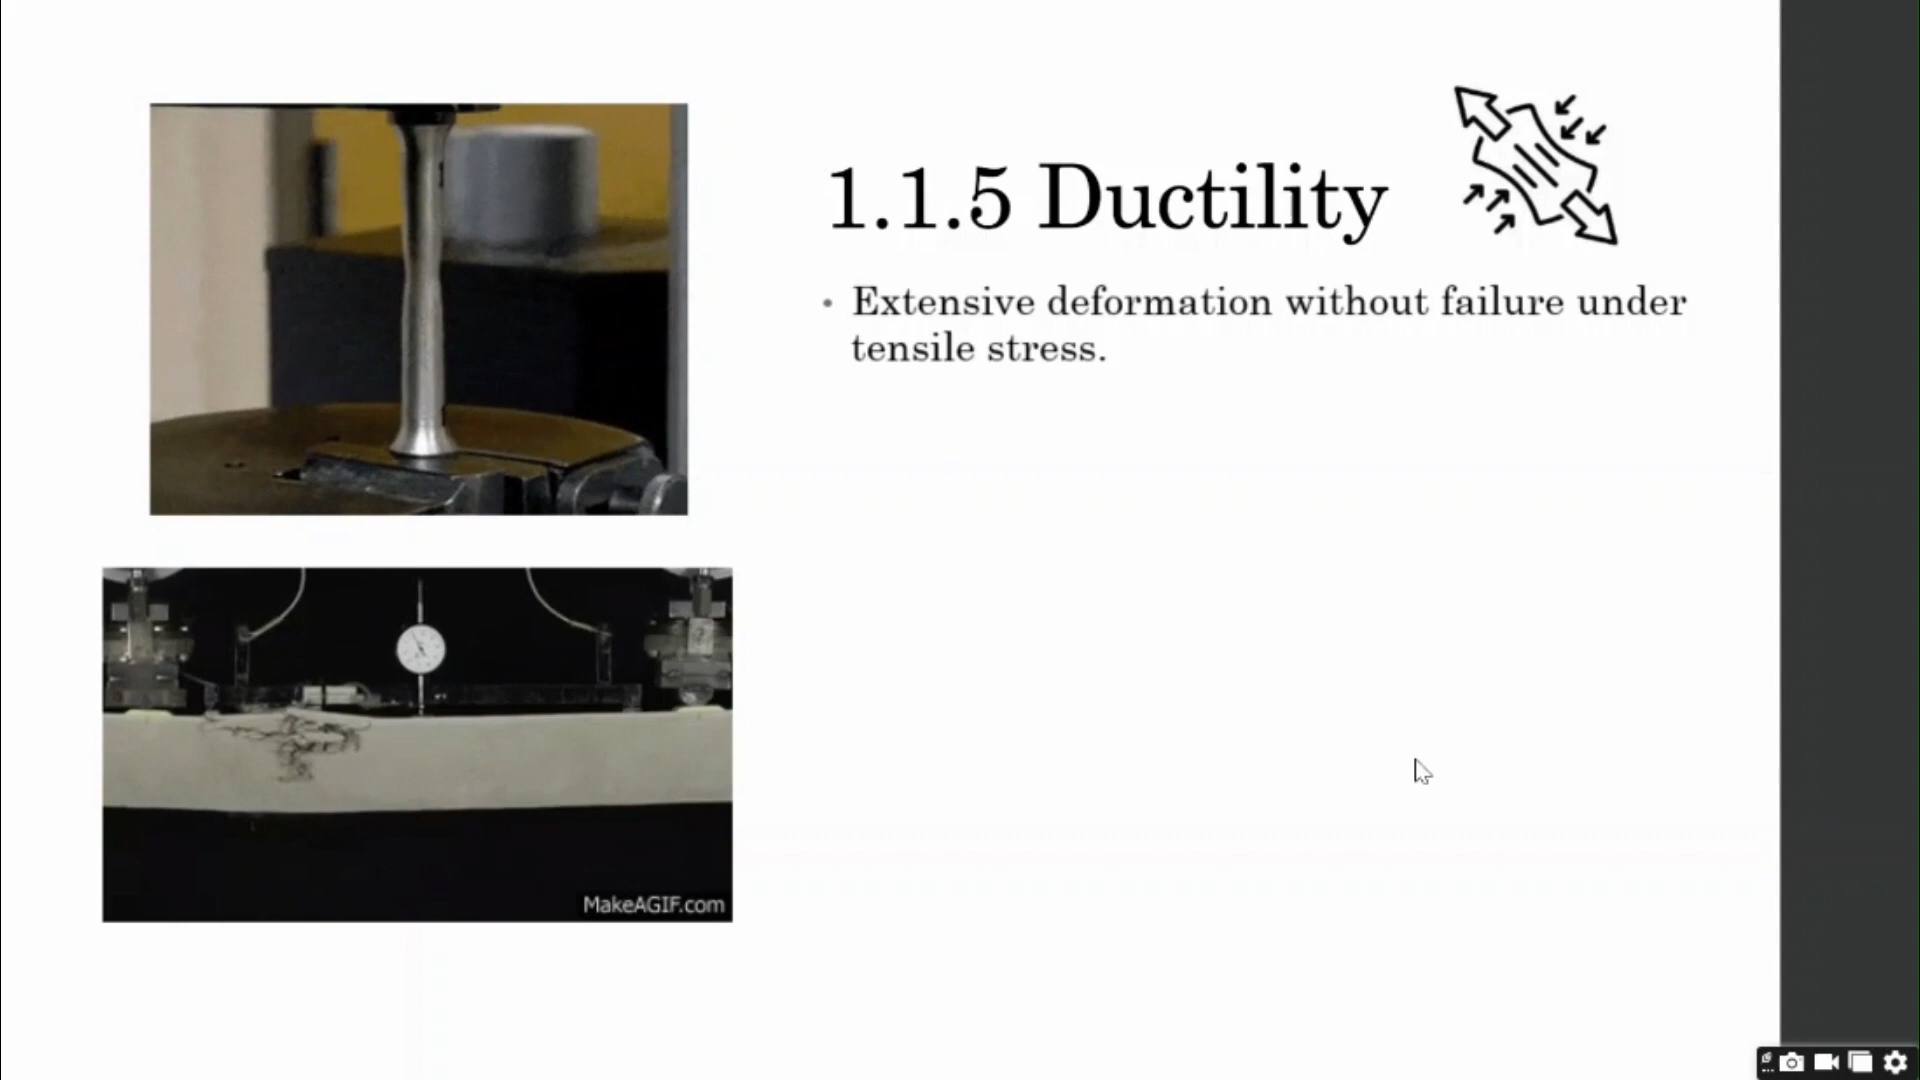 1.1.5 Ductility
• Extensive deformation without failure under
tensile stress.
MakeAGIF.com